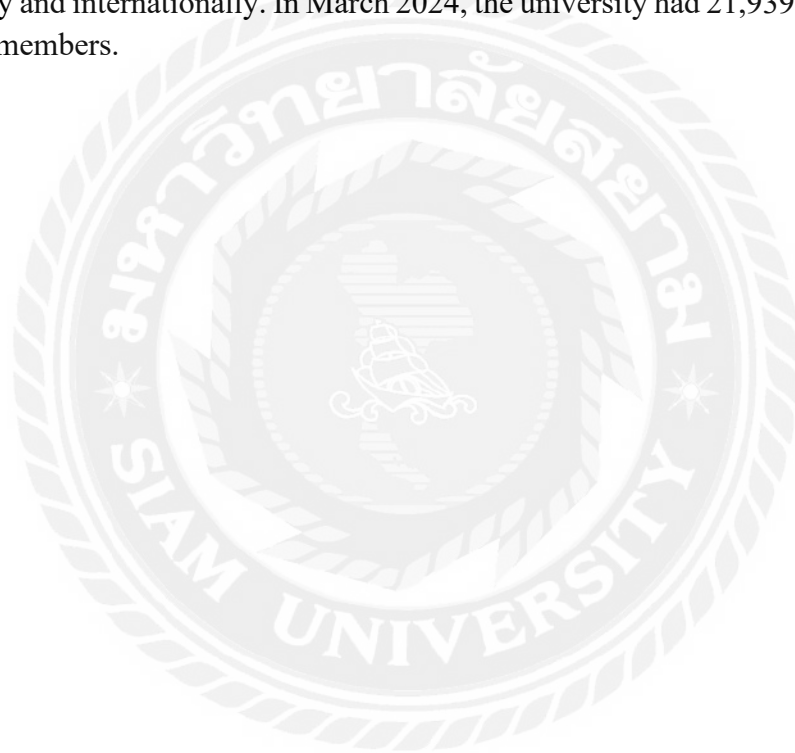 y and internationally. In March 2024, the university had 21,939
members.
มหาวิทยาลัยสยาม
SIAM UNIVERSITY